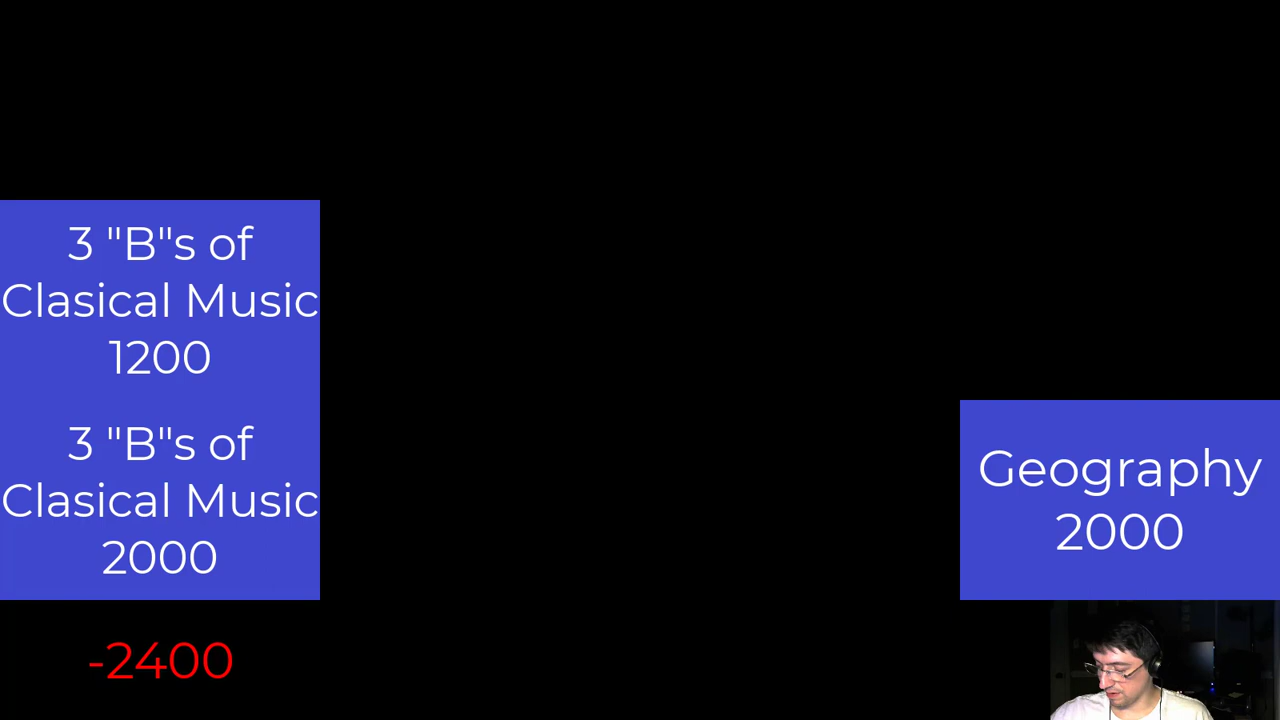 3 "B"s of
Clasical Music
1200
3 "B"s of
Clasical Music
2000
Geography
2000
-2400